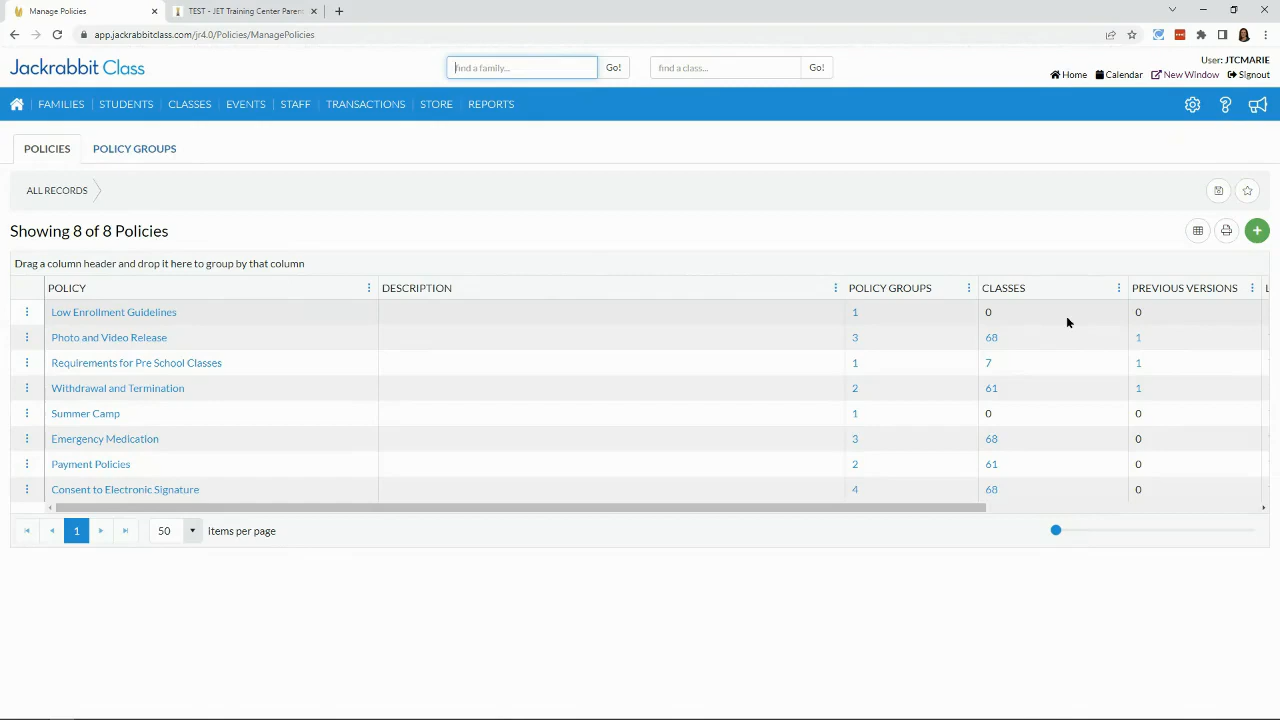 Manage Policies
TEST - JET Training Center Paren
app.jackrabbitclass.com/jr4.0/Policies/ManagePolicies
Jackrabbit Class
find a family...
Go!
find a class...
Go!
User: JTCMARIE
Home
Calendar
New Window
Signout
FAMILIES
STUDENTS
CLASSES
EVENTS
STAFF
TRANSACTIONS
STORE
REPORTS
POLICIES
POLICY GROUPS
ALL RECORDS
Showing 8 of 8 Policies
Drag a column header and drop it here to group by that column
POLICY DESCRIPTION POLICY GROUPS CLASSES PREVIOUS VERSIONS L
Low Enrollment Guidelines 1 0 0
Photo and Video Release 3 68 1
Requirements for Pre School Classes 1 7 1
Withdrawal and Termination 2 61 1
Summer Camp 1 0 0
Emergency Medication 3 68 0
Payment Policies 2 61 0
Consent to Electronic Signature 4 68 0
1
50
Items per page